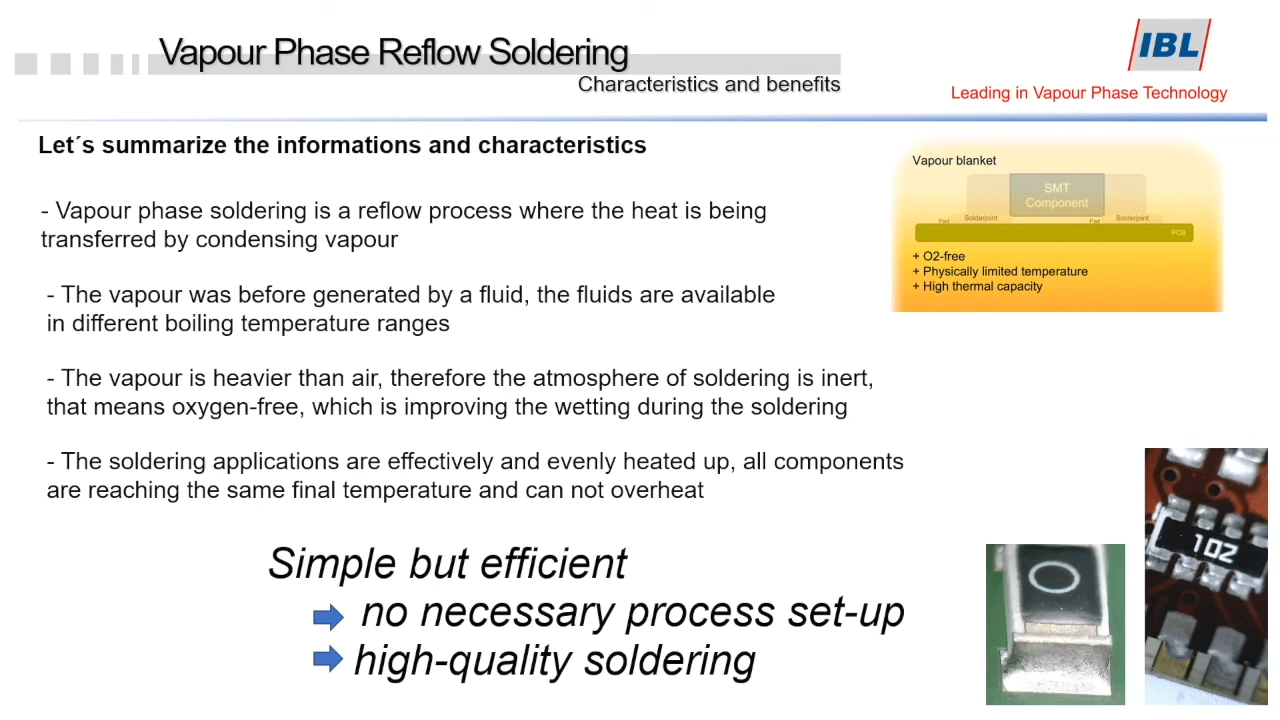 Vapour Phase Reflow Soldering
Characteristics and benefits
IBL
Leading in Vapour Phase Technology
Let´s summarize the informations and characteristics
- Vapour phase soldering is a reflow process where the heat is being
transferred by condensing vapour
- The vapour was before generated by a fluid, the fluids are available
in different boiling temperature ranges
- The vapour is heavier than air, therefore the atmosphere of soldering is inert,
that means oxygen-free, which is improving the wetting during the soldering
- The soldering applications are effectively and evenly heated up, all components
are reaching the same final temperature and can not overheat
Simple but efficient
no necessary process set-up
high-quality soldering
Vapour blanket
SMT
Component
Pad
Solderjoint
Pad
Solderjoint
PCB
+ O2-free
+ Physically limited temperature
+ High thermal capacity
102